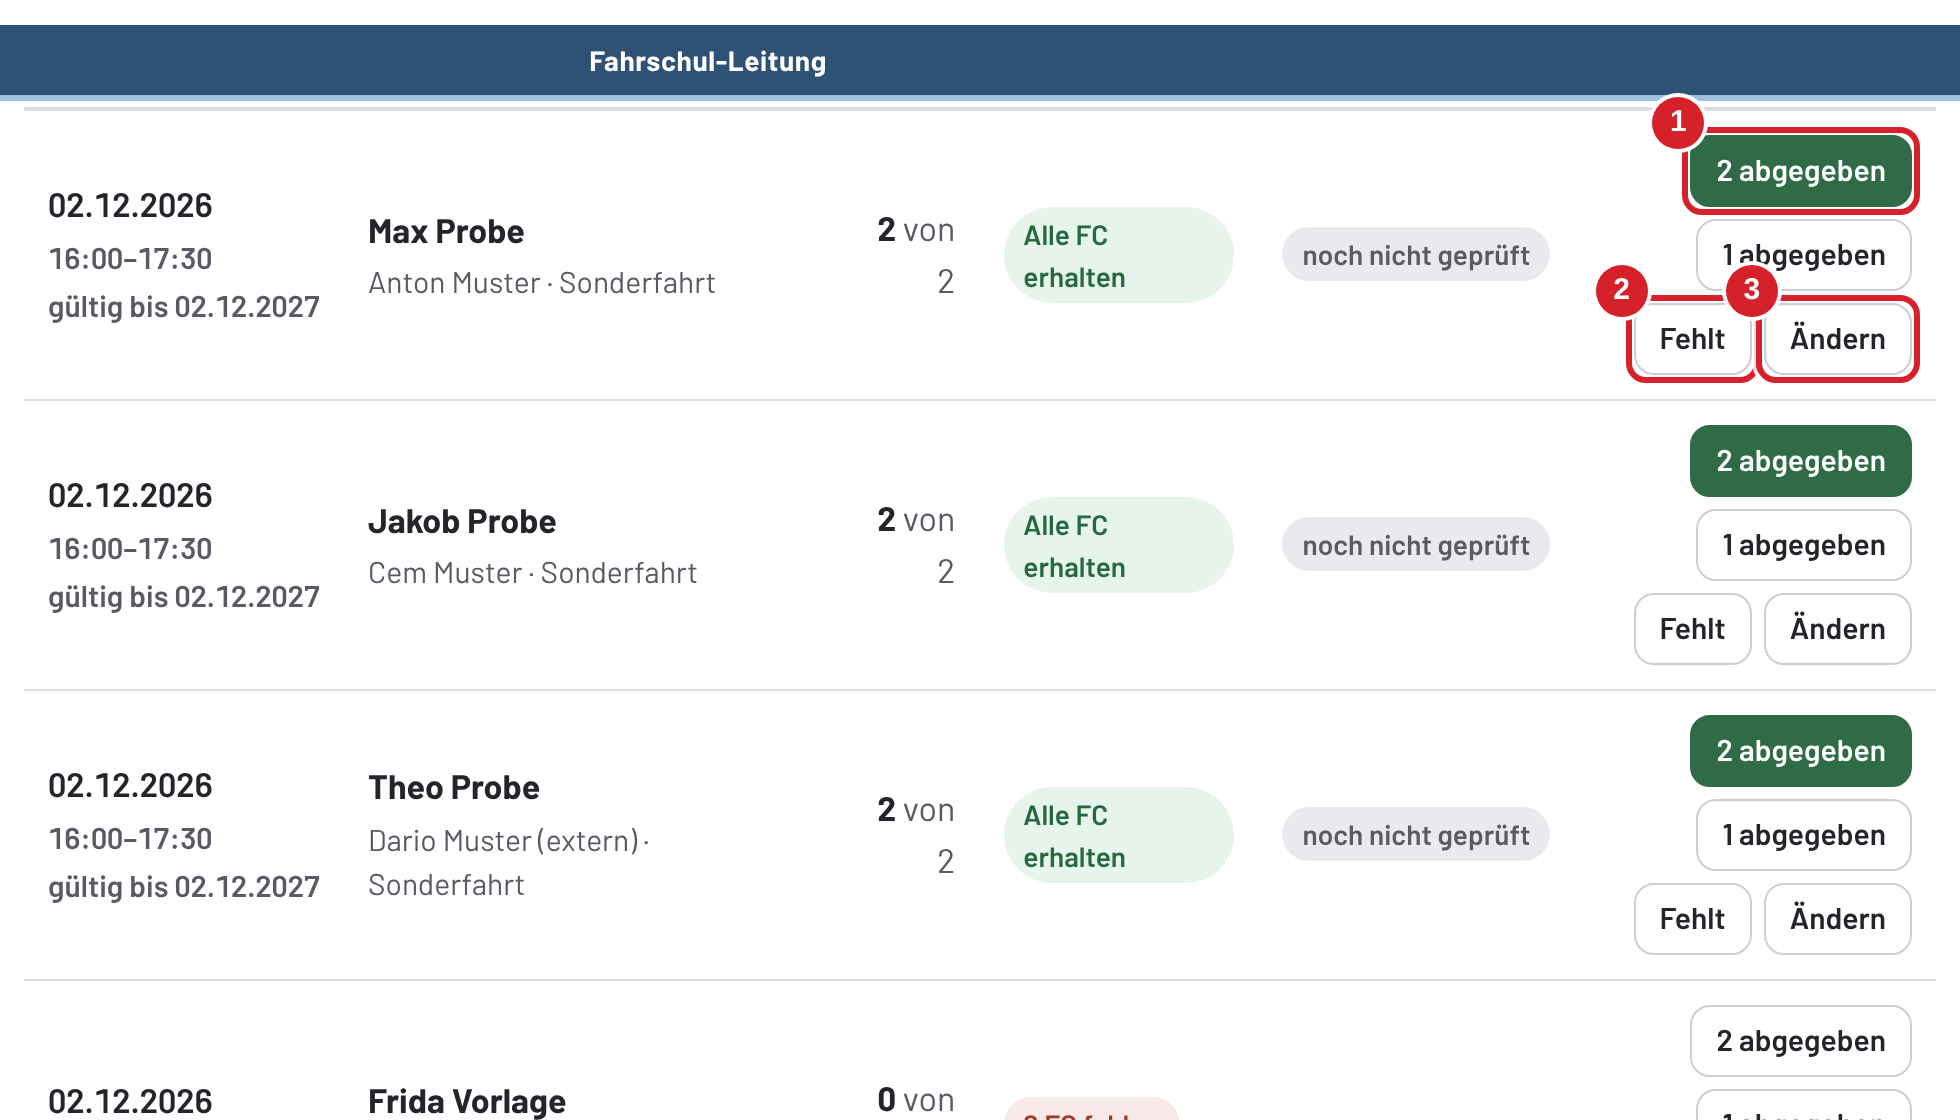 Fahrschul-Leitung
1
02.12.2026
16:00–17:30
gültig bis 02.12.2027
Max Probe
Anton Muster · Sonderfahrt
2 von
2
Alle FC
erhalten
noch nicht geprüft
2 abgegeben
1 abgegeben
2
3
Fehlt
Ändern
02.12.2026
16:00–17:30
gültig bis 02.12.2027
Jakob Probe
Cem Muster · Sonderfahrt
2 von
2
Alle FC
erhalten
noch nicht geprüft
2 abgegeben
1 abgegeben
Fehlt
Ändern
02.12.2026
16:00–17:30
gültig bis 02.12.2027
Theo Probe
Dario Muster (extern) ·
Sonderfahrt
2 von
2
Alle FC
erhalten
noch nicht geprüft
2 abgegeben
1 abgegeben
Fehlt
Ändern
02.12.2026
Frida Vorlage
0 von
2 abgegeben